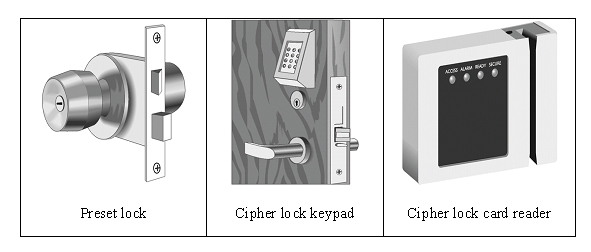 ACCESS ALARM READY SECURE
Preset lock
Cipher lock keypad
Cipher lock card reader